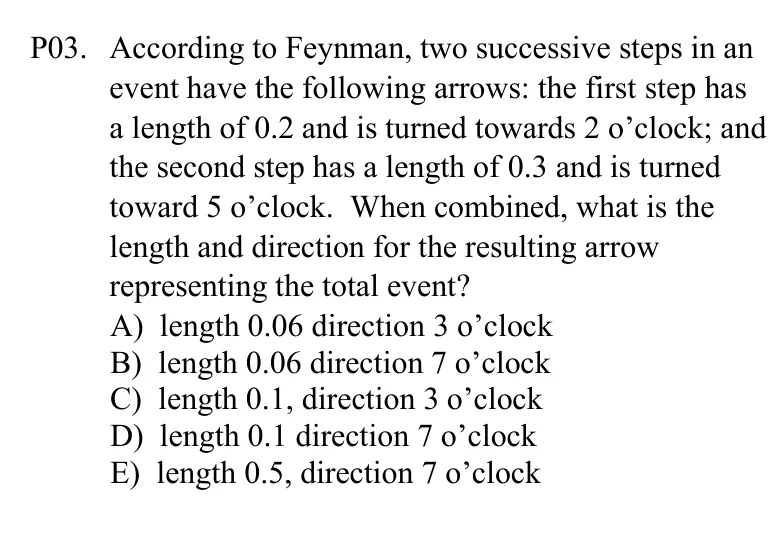 P03. According to Feynman, two successive steps in an
event have the following arrows: the first step has
a length of 0.2 and is turned towards 2 o’clock; and
the second step has a length of 0.3 and is turned
toward 5 o’clock. When combined, what is the
length and direction for the resulting arrow
representing the total event?
A) length 0.06 direction 3 o’clock
B) length 0.06 direction 7 o’clock
C) length 0.1, direction 3 o’clock
D) length 0.1 direction 7 o’clock
E) length 0.5, direction 7 o’clock